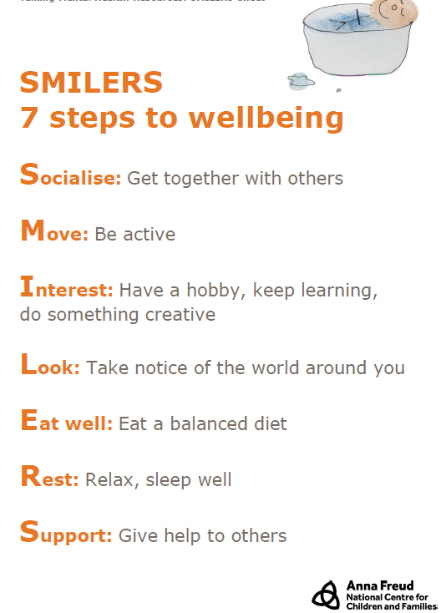 SMILERS
7 steps to wellbeing
Socialise: Get together with others
Move: Be active
Interest: Have a hobby, keep learning,
do something creative
Look: Take notice of the world around you
Eat well: Eat a balanced diet
Rest: Relax, sleep well
Support: Give help to others
Anna Freud
National Centre for
Children and Families